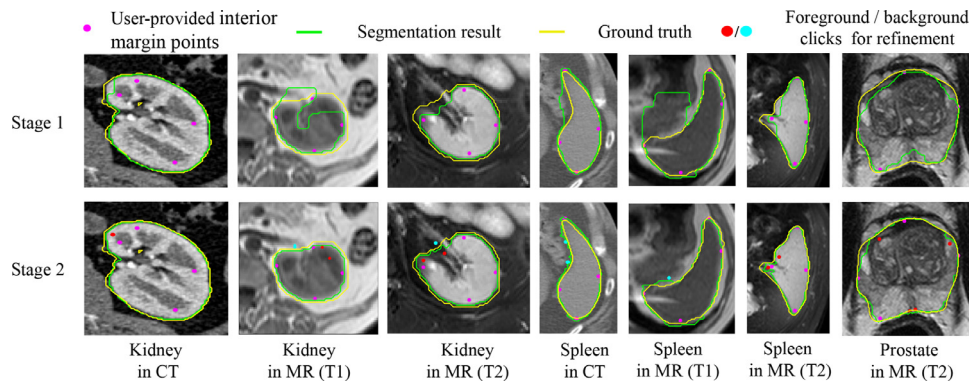 User-provided interior
margin points
Segmentation result
Ground truth
Foreground / background
clicks for refinement
/
Stage 1
Stage 2
Kidney
in CT
Kidney
in MR (T1)
Kidney
in MR (T2)
Spleen
in CT
Spleen
in MR (T1)
Spleen
in MR (T2)
Prostate
in MR (T2)